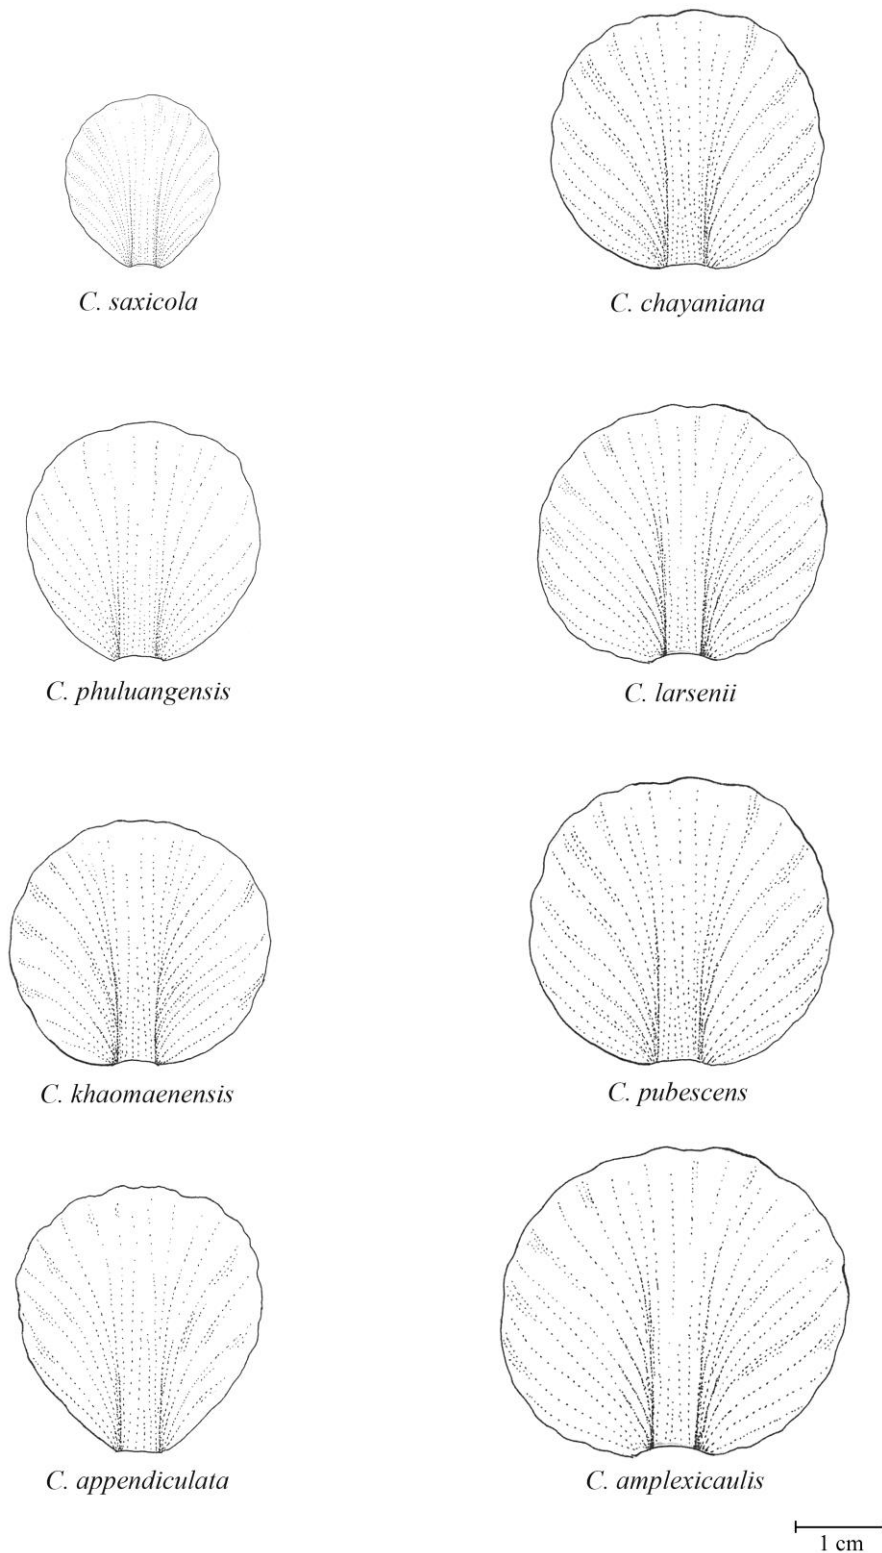 C. saxicola
C. chayaniana
C. phuluangensis
C. larsenii
C. khaomaenensis
C. pubescens
C. appendiculata
C. amplexicaulis
1 cm